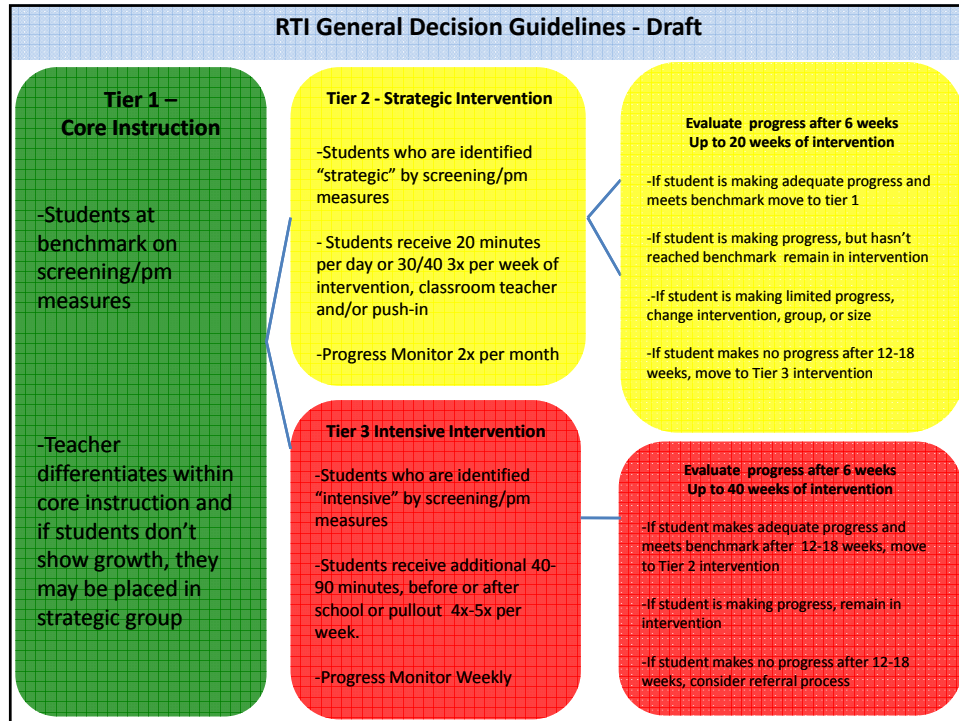 RTI General Decision Guidelines - Draft
Tier 1 –
Core Instruction
-Students at
benchmark on
screening/pm
measures
-Teacher
differentiates within
core instruction and
if students don’t
show growth, they
may be placed in
strategic group
Tier 2 - Strategic Intervention
-Students who are identified
“strategic” by screening/pm
measures
- Students receive 20 minutes
per day or 30/40 3x per week of
intervention, classroom teacher
and/or push-in
-Progress Monitor 2x per month
Evaluate progress after 6 weeks
Up to 20 weeks of intervention
-If student is making adequate progress and
meets benchmark move to tier 1
-If student is making progress, but hasn’t
reached benchmark remain in intervention
.-If student is making limited progress,
change intervention, group, or size
-If student makes no progress after 12-18
weeks, move to Tier 3 intervention
Tier 3 Intensive Intervention
-Students who are identified
“intensive” by screening/pm
measures
-Students receive additional 40-
90 minutes, before or after
school or pullout 4x-5x per
week.
-Progress Monitor Weekly
Evaluate progress after 6 weeks
Up to 40 weeks of intervention
-If student makes adequate progress and
meets benchmark after 12-18 weeks, move
to Tier 2 intervention
-If student is making progress, remain in
intervention
-If student makes no progress after 12-18
weeks, consider referral process